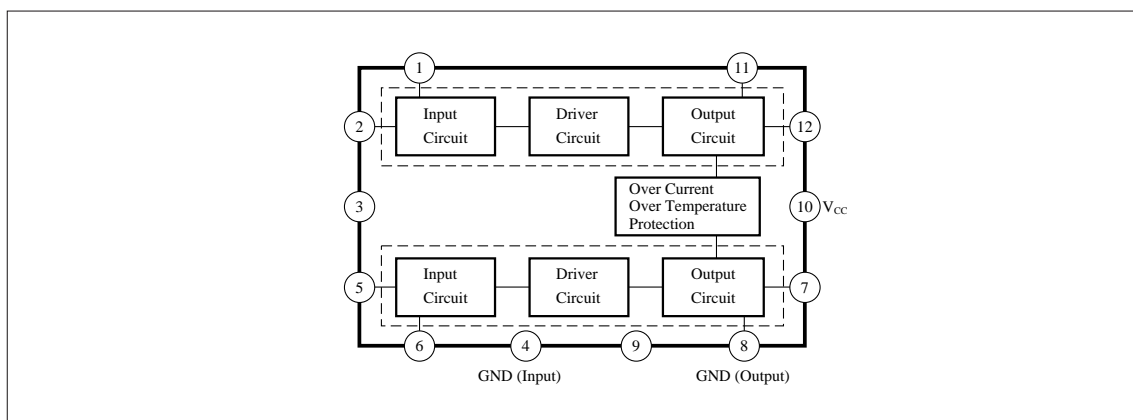 1
11
Input
Circuit
Driver
Circuit
Output
Circuit
2
12
Over Current
Over Temperature
Protection
3
10
VCC
Input
Circuit
Driver
Circuit
Output
Circuit
5
7
6
4
9
8
GND (Input)
GND (Output)